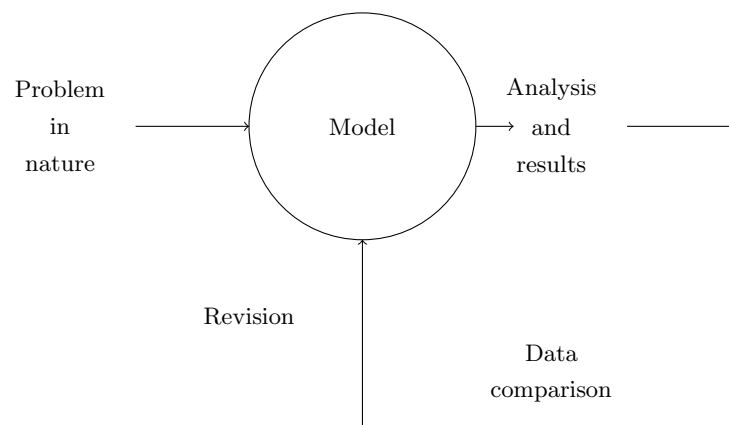 Problem
in
nature
Model
Analysis
and
results
Revision
Data
comparison